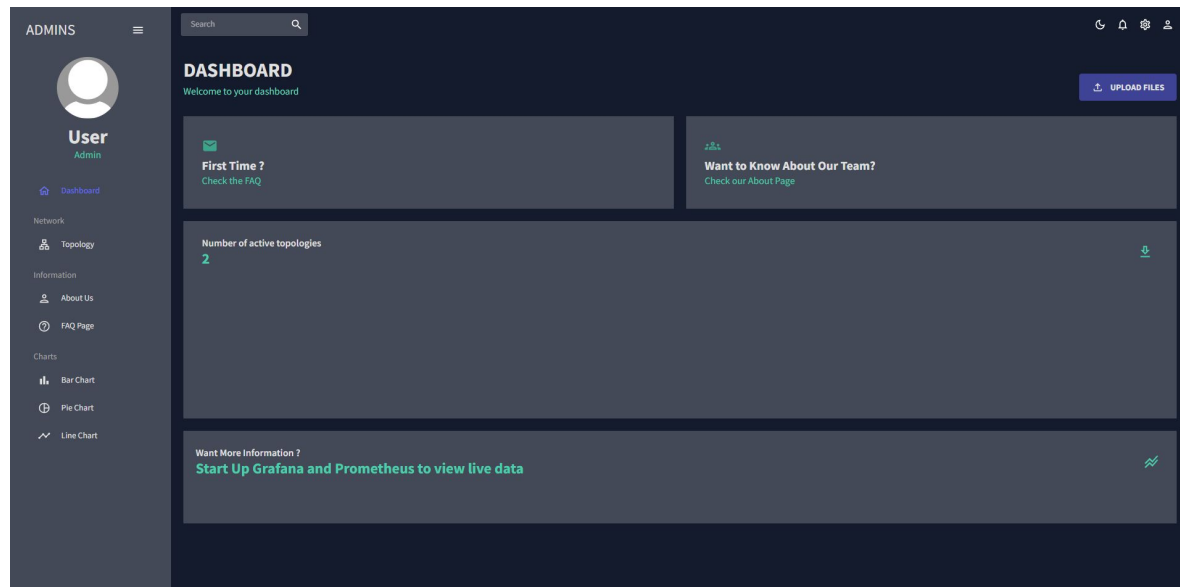 ADMINS
User
Admin
Dashboard
Network
Topology
Information
About Us
FAQ Page
Charts
Bar Chart
Pie Chart
Line Chart
Search
DASHBOARD
Welcome to your dashboard
UPLOAD FILES
First Time ?
Check the FAQ
Want to Know About Our Team?
Check our About Page
Number of active topologies
2
Want More Information ?
Start Up Grafana and Prometheus to view live data